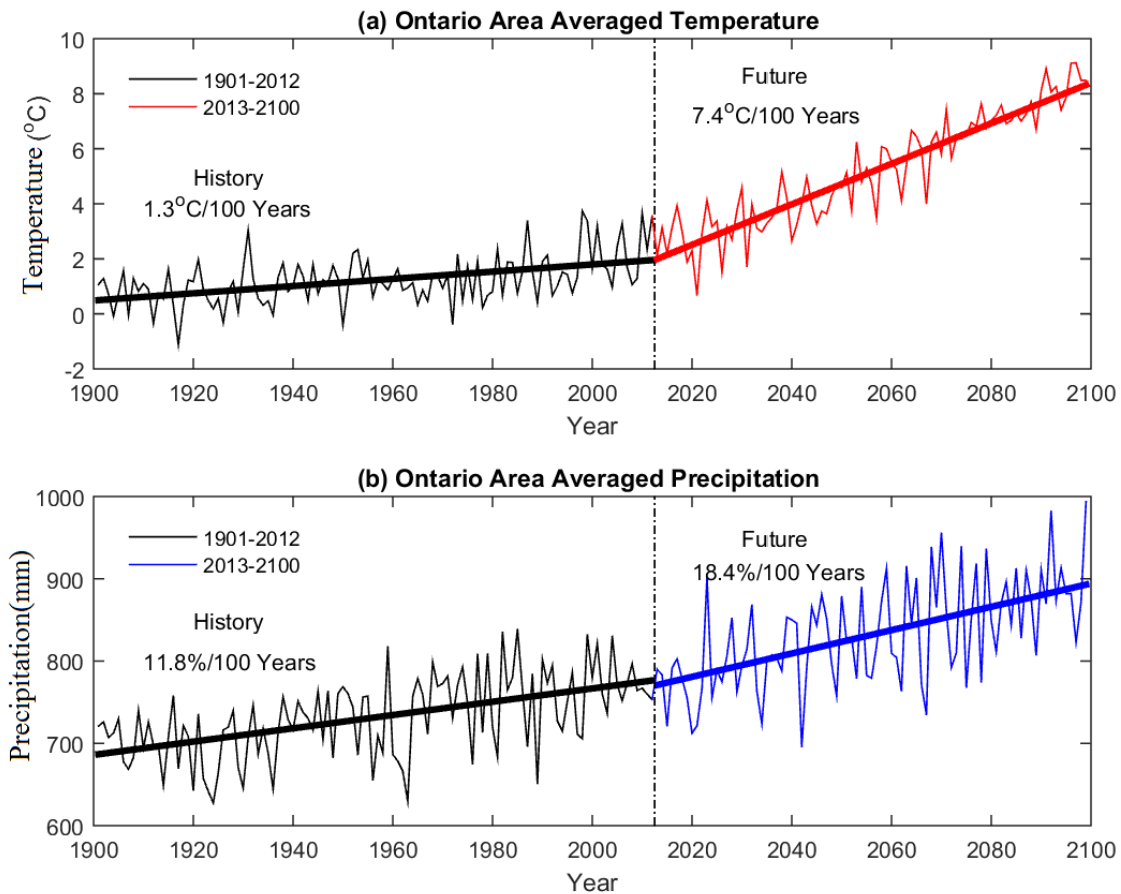 (a) Ontario Area Averaged Temperature
10
8
6
4
2
0
-2
Temperature (°C)
1901-2012
2013-2100
History
1.3°C/100 Years
Future
7.4°C/100 Years
1900 1920 1940 1960 1980 2000 2020 2040 2060 2080 2100
Year
(b) Ontario Area Averaged Precipitation
1000
900
800
700
600
Precipitation(mm)
1901-2012
2013-2100
History
11.8%/100 Years
Future
18.4%/100 Years
1900 1920 1940 1960 1980 2000 2020 2040 2060 2080 2100
Year